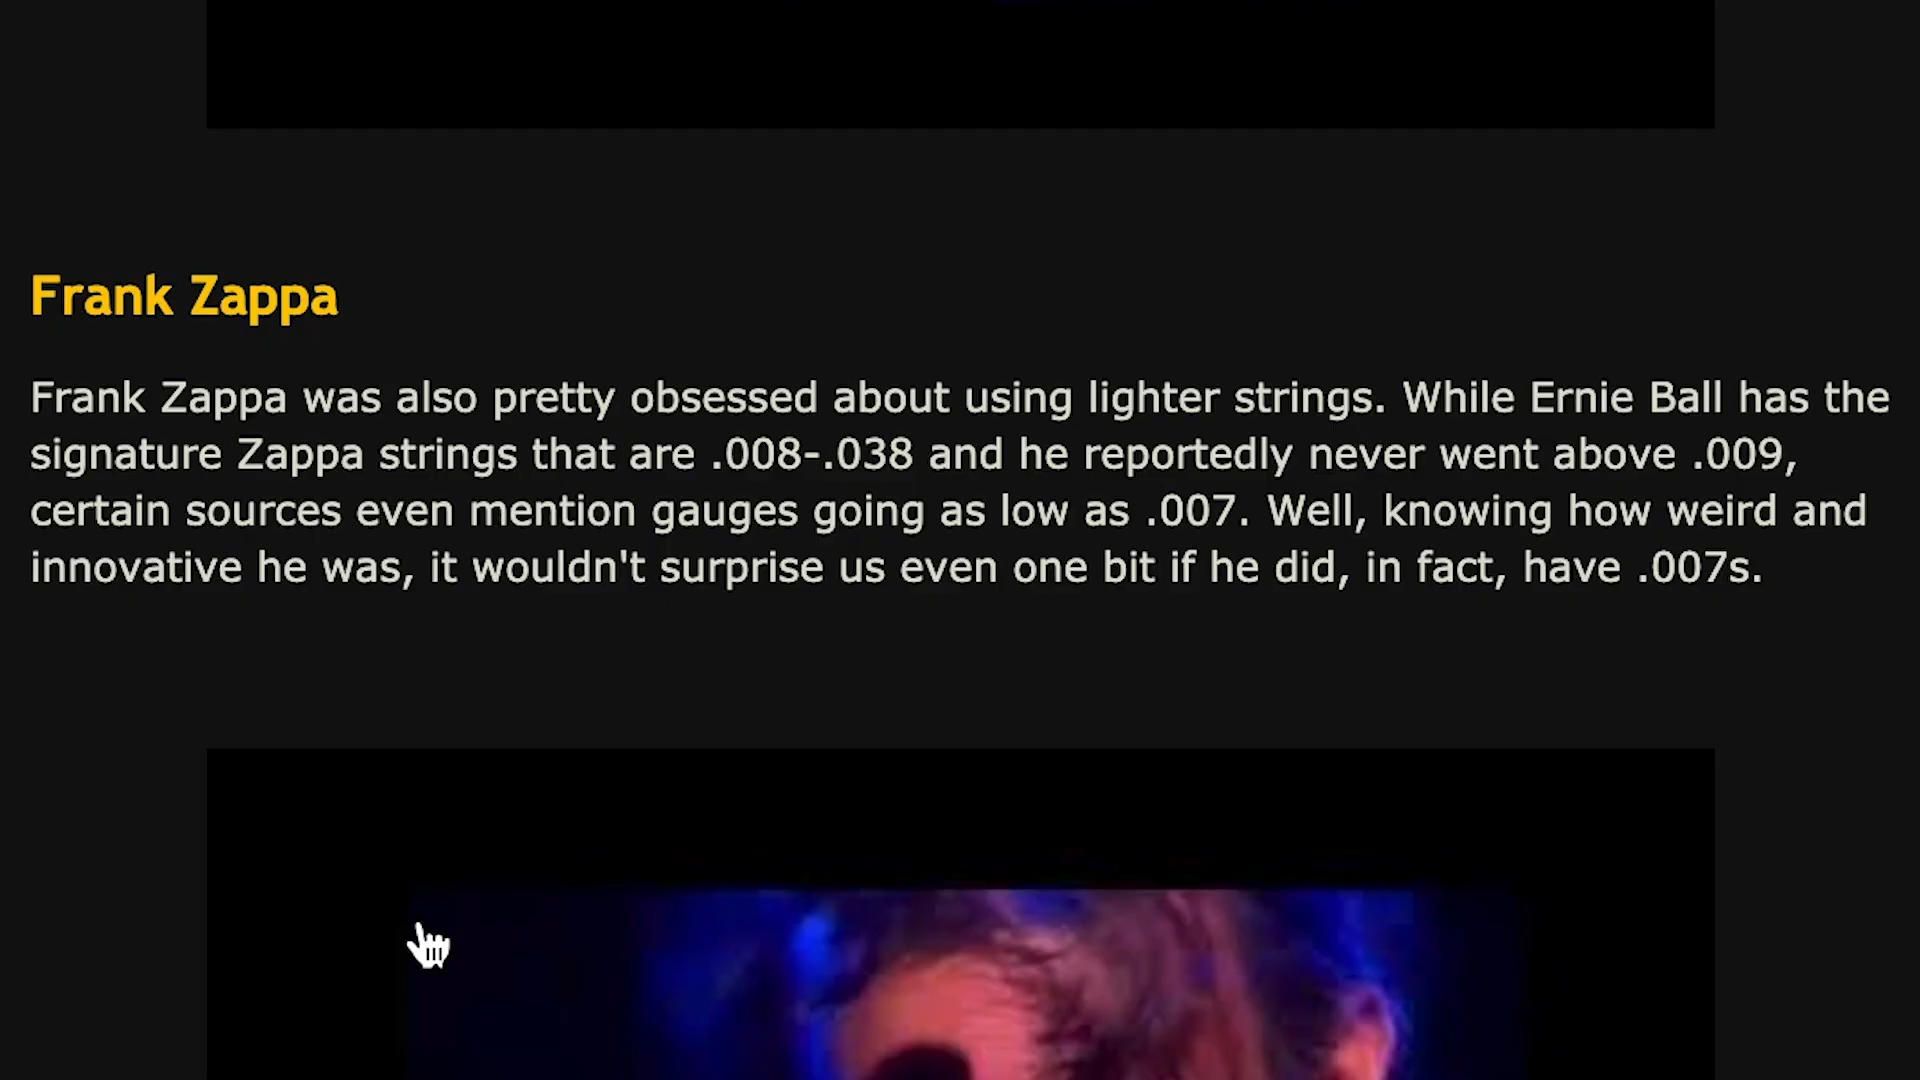 Frank Zappa
Frank Zappa was also pretty obsessed about using lighter strings. While Ernie Ball has the
signature Zappa strings that are .008-.038 and he reportedly never went above .009,
certain sources even mention gauges going as low as .007. Well, knowing how weird and
innovative he was, it wouldn't surprise us even one bit if he did, in fact, have .007s.